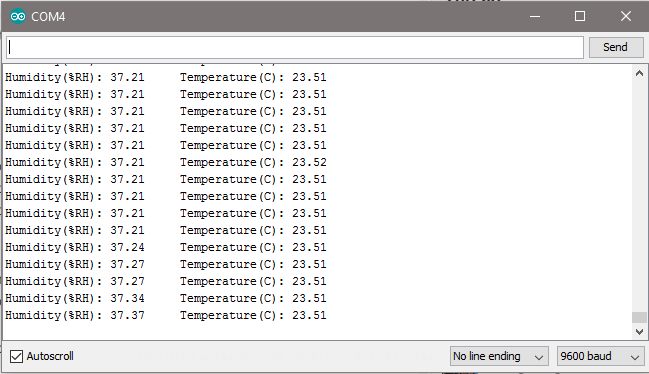 COM4
Send
Humidity(%RH): 37.21 Temperature(C): 23.51
Humidity(%RH): 37.21 Temperature(C): 23.51
Humidity(%RH): 37.21 Temperature(C): 23.51
Humidity(%RH): 37.21 Temperature(C): 23.51
Humidity(%RH): 37.21 Temperature(C): 23.51
Humidity(%RH): 37.21 Temperature(C): 23.52
Humidity(%RH): 37.21 Temperature(C): 23.51
Humidity(%RH): 37.21 Temperature(C): 23.51
Humidity(%RH): 37.21 Temperature(C): 23.51
Humidity(%RH): 37.21 Temperature(C): 23.51
Humidity(%RH): 37.24 Temperature(C): 23.51
Humidity(%RH): 37.27 Temperature(C): 23.51
Humidity(%RH): 37.27 Temperature(C): 23.51
Humidity(%RH): 37.34 Temperature(C): 23.51
Humidity(%RH): 37.37 Temperature(C): 23.51
Autoscroll No line ending 9600 baud